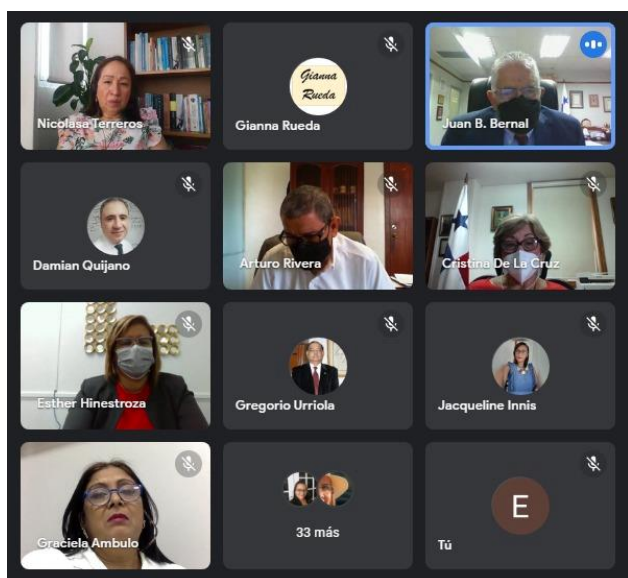 Nicolasa Terreros
Gianna
Rueda
Gianna Rueda
Juan B. Bernal
Damian Quijano
Arturo Rivera
Cristina De La Cruz
Esther Hinestroza
Gregorio Urriola
Jacqueline Innis
Graciela Ambulo
33 más
E
Tú